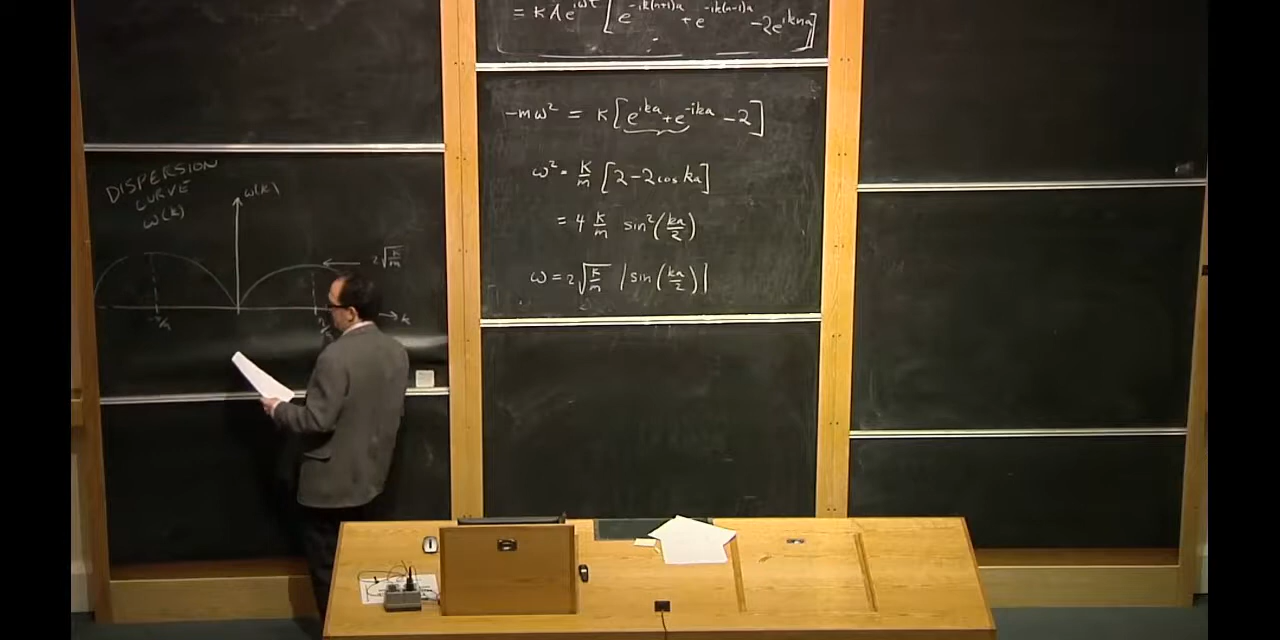 DISPERSION
CURVE
ω(k)
ω(k)
2√(κ/m)
-π/a
→ k
= κ A e^{iωt} [e^{-ik(n+1)a} + e^{-ik(n-1)a} - 2e^{ikna}]
-mω² = κ[e^{ika} + e^{-ika} - 2]
ω² = κ/m [2 - 2cos ka]
= 4 κ/m sin²(ka/2)
ω = 2√(κ/m) |sin(ka/2)|